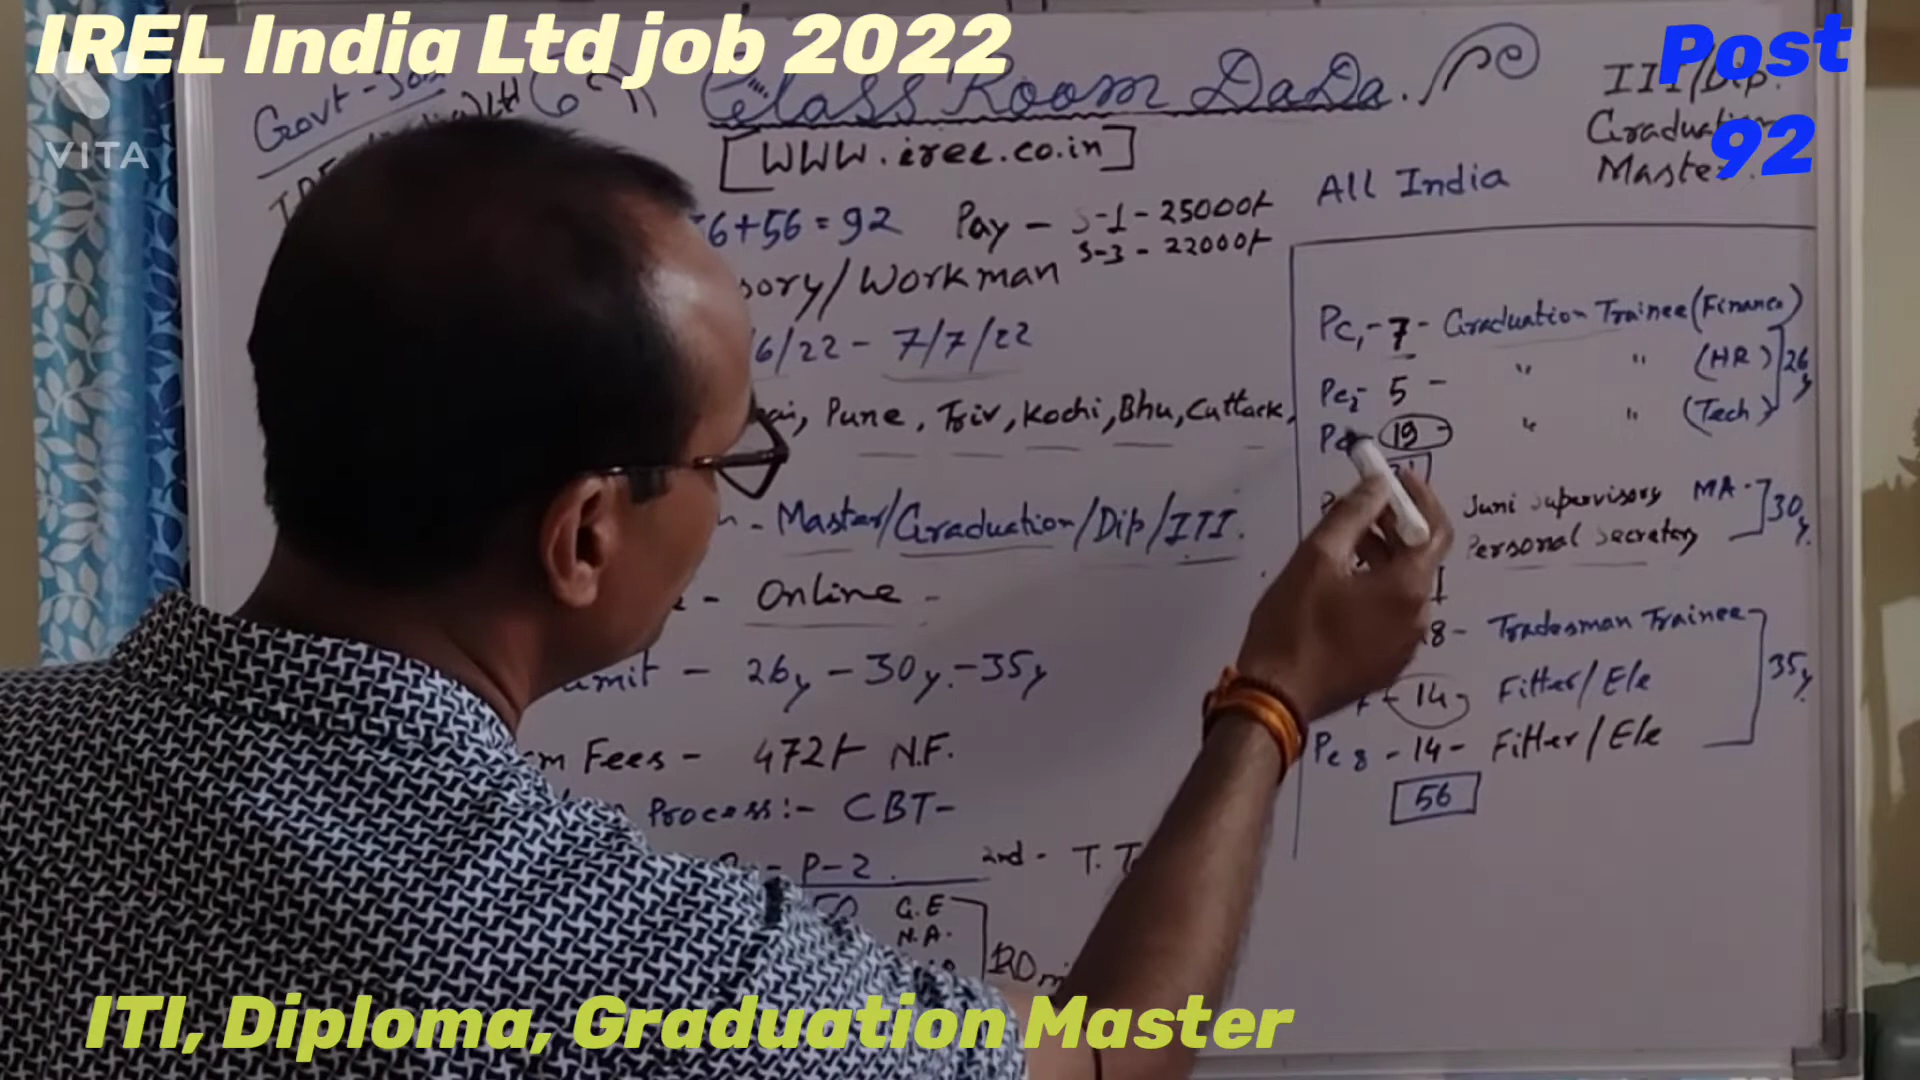 IREL India Ltd job 2022
Post
92
VITA
Govt-Job
Class Room DaDa.
[WWW.irel.co.in]
ITI/Dip.
Graduation
Master.
All India
6+56=92 Pay - S-1-25000/-
S-3-22000/-
sory/Workman
6/22-7/7/22
Pune, Triv, Kochi, Bhu, Cuttack,
- Master/Graduation/Dip/ITI.
- Online -
- 26y-30y-35y
Fees - 472/- N.F.
Process:- CBT-
P-2. 2nd - T.T
50 G.E
N.A.
Pc1-7-Graduation Trainee (Finance)
Pc2-5- " " (HR) 26y
19- " " (Tech)
Juni Supervisory MA-
Personal Secretary 30y.
8- Tradesman Trainee
-14- Fitter/Ele 35y
Pc8-14- Fitter/Ele
56
ITI, Diploma, Graduation Master